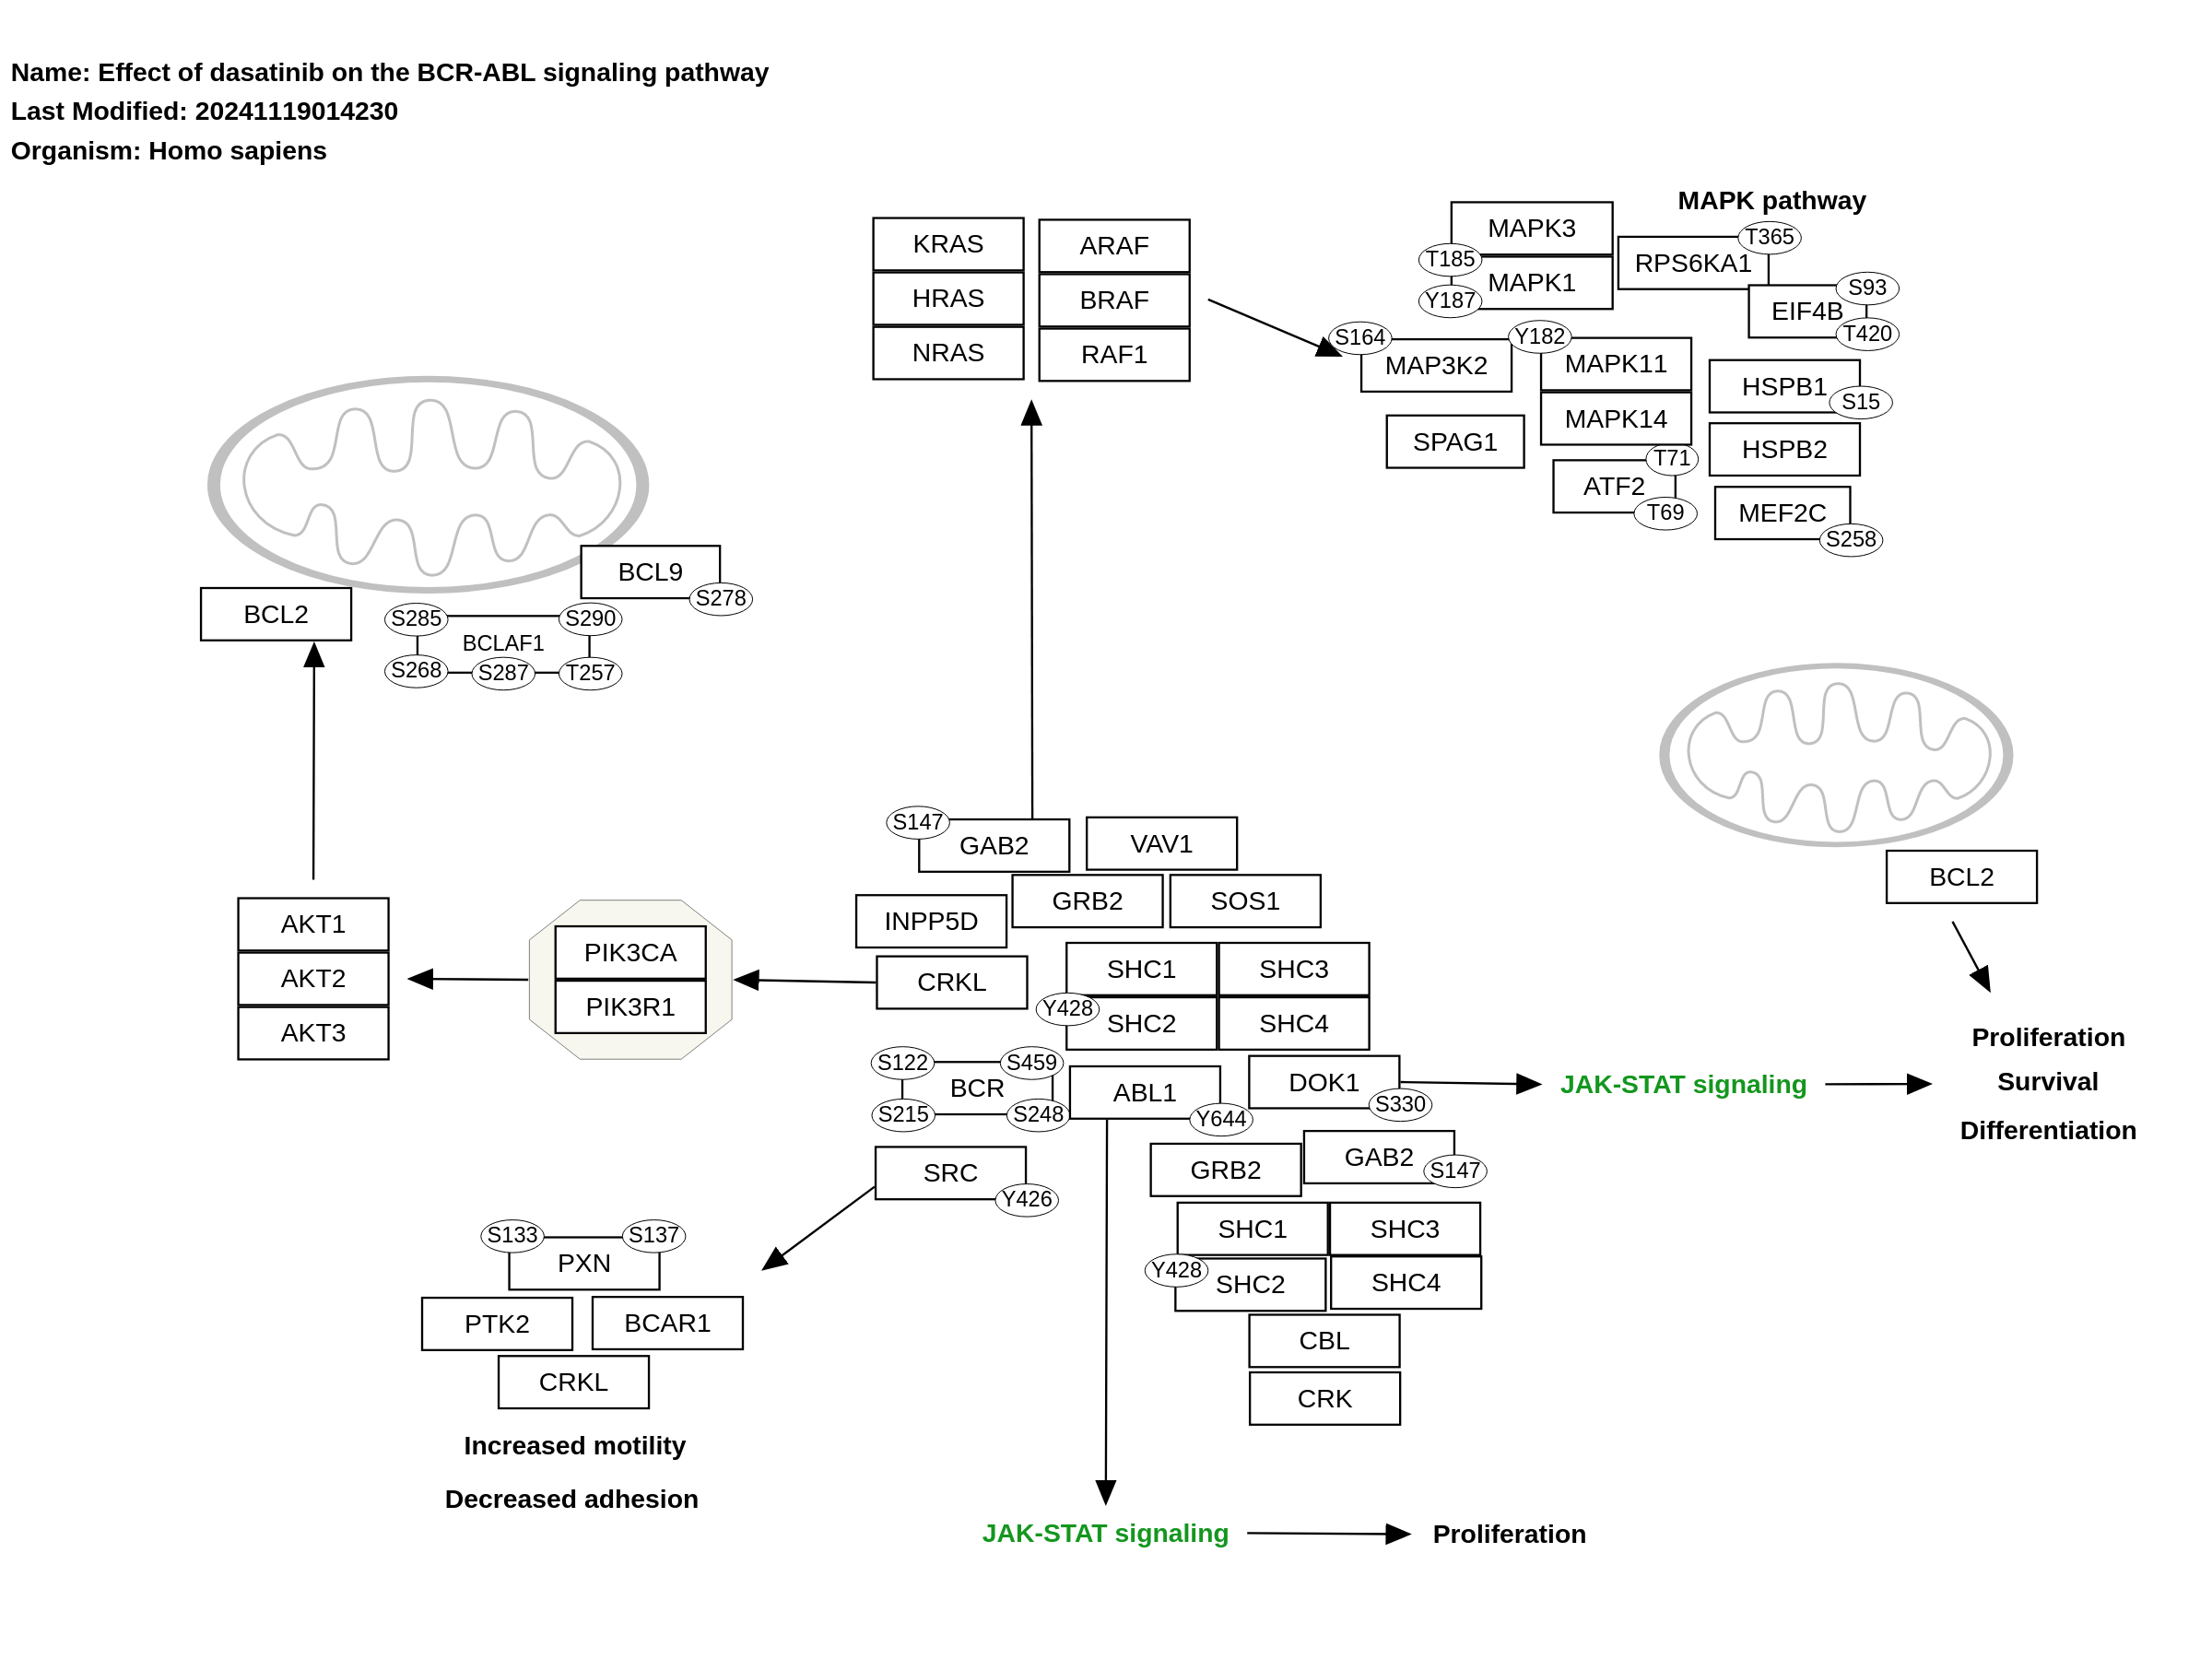 Name: Effect of dasatinib on the BCR-ABL signaling pathway
Last Modified: 20241119014230
Organism: Homo sapiens
MAPK pathway
KRAS
HRAS
NRAS
ARAF
BRAF
RAF1
MAPK3
T185
MAPK1
Y187
RPS6KA1
T365
EIF4B
S93
T420
S164
MAP3K2
Y182
MAPK11
MAPK14
SPAG1
HSPB1
S15
HSPB2
ATF2
T71
T69
MEF2C
S258
BCL9
S278
BCL2
S285
S290
BCLAF1
S268
S287
T257
BCL2
S147
GAB2
VAV1
GRB2
SOS1
INPP5D
CRKL
SHC1
SHC3
Y428
SHC2
SHC4
AKT1
AKT2
AKT3
PIK3CA
PIK3R1
S122
S459
BCR
S215
S248
ABL1
Y644
DOK1
S330
JAK-STAT signaling
Proliferation
Survival
Differentiation
SRC
Y426
GRB2
GAB2
S147
SHC1
SHC3
Y428
SHC2
SHC4
CBL
CRK
S133
S137
PXN
PTK2
BCAR1
CRKL
Increased motility
Decreased adhesion
JAK-STAT signaling
Proliferation